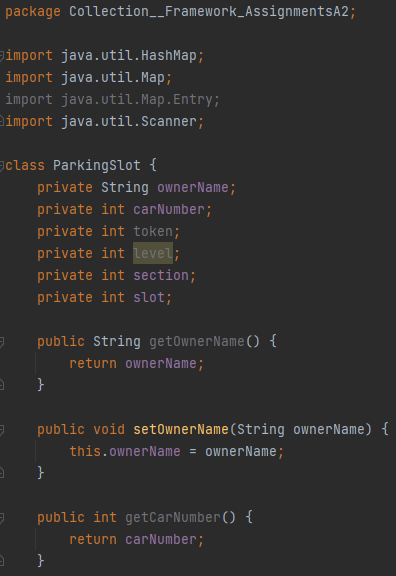 package Collection__Framework_AssignmentsA2;
import java.util.HashMap;
import java.util.Map;
import java.util.Map.Entry;
import java.util.Scanner;
class ParkingSlot {
private String ownerName;
private int carNumber;
private int token;
private int level;
private int section;
private int slot;
public String getOwnerName() {
return ownerName;
}
public void setOwnerName(String ownerName) {
this.ownerName = ownerName;
}
public int getCarNumber() {
return carNumber;
}